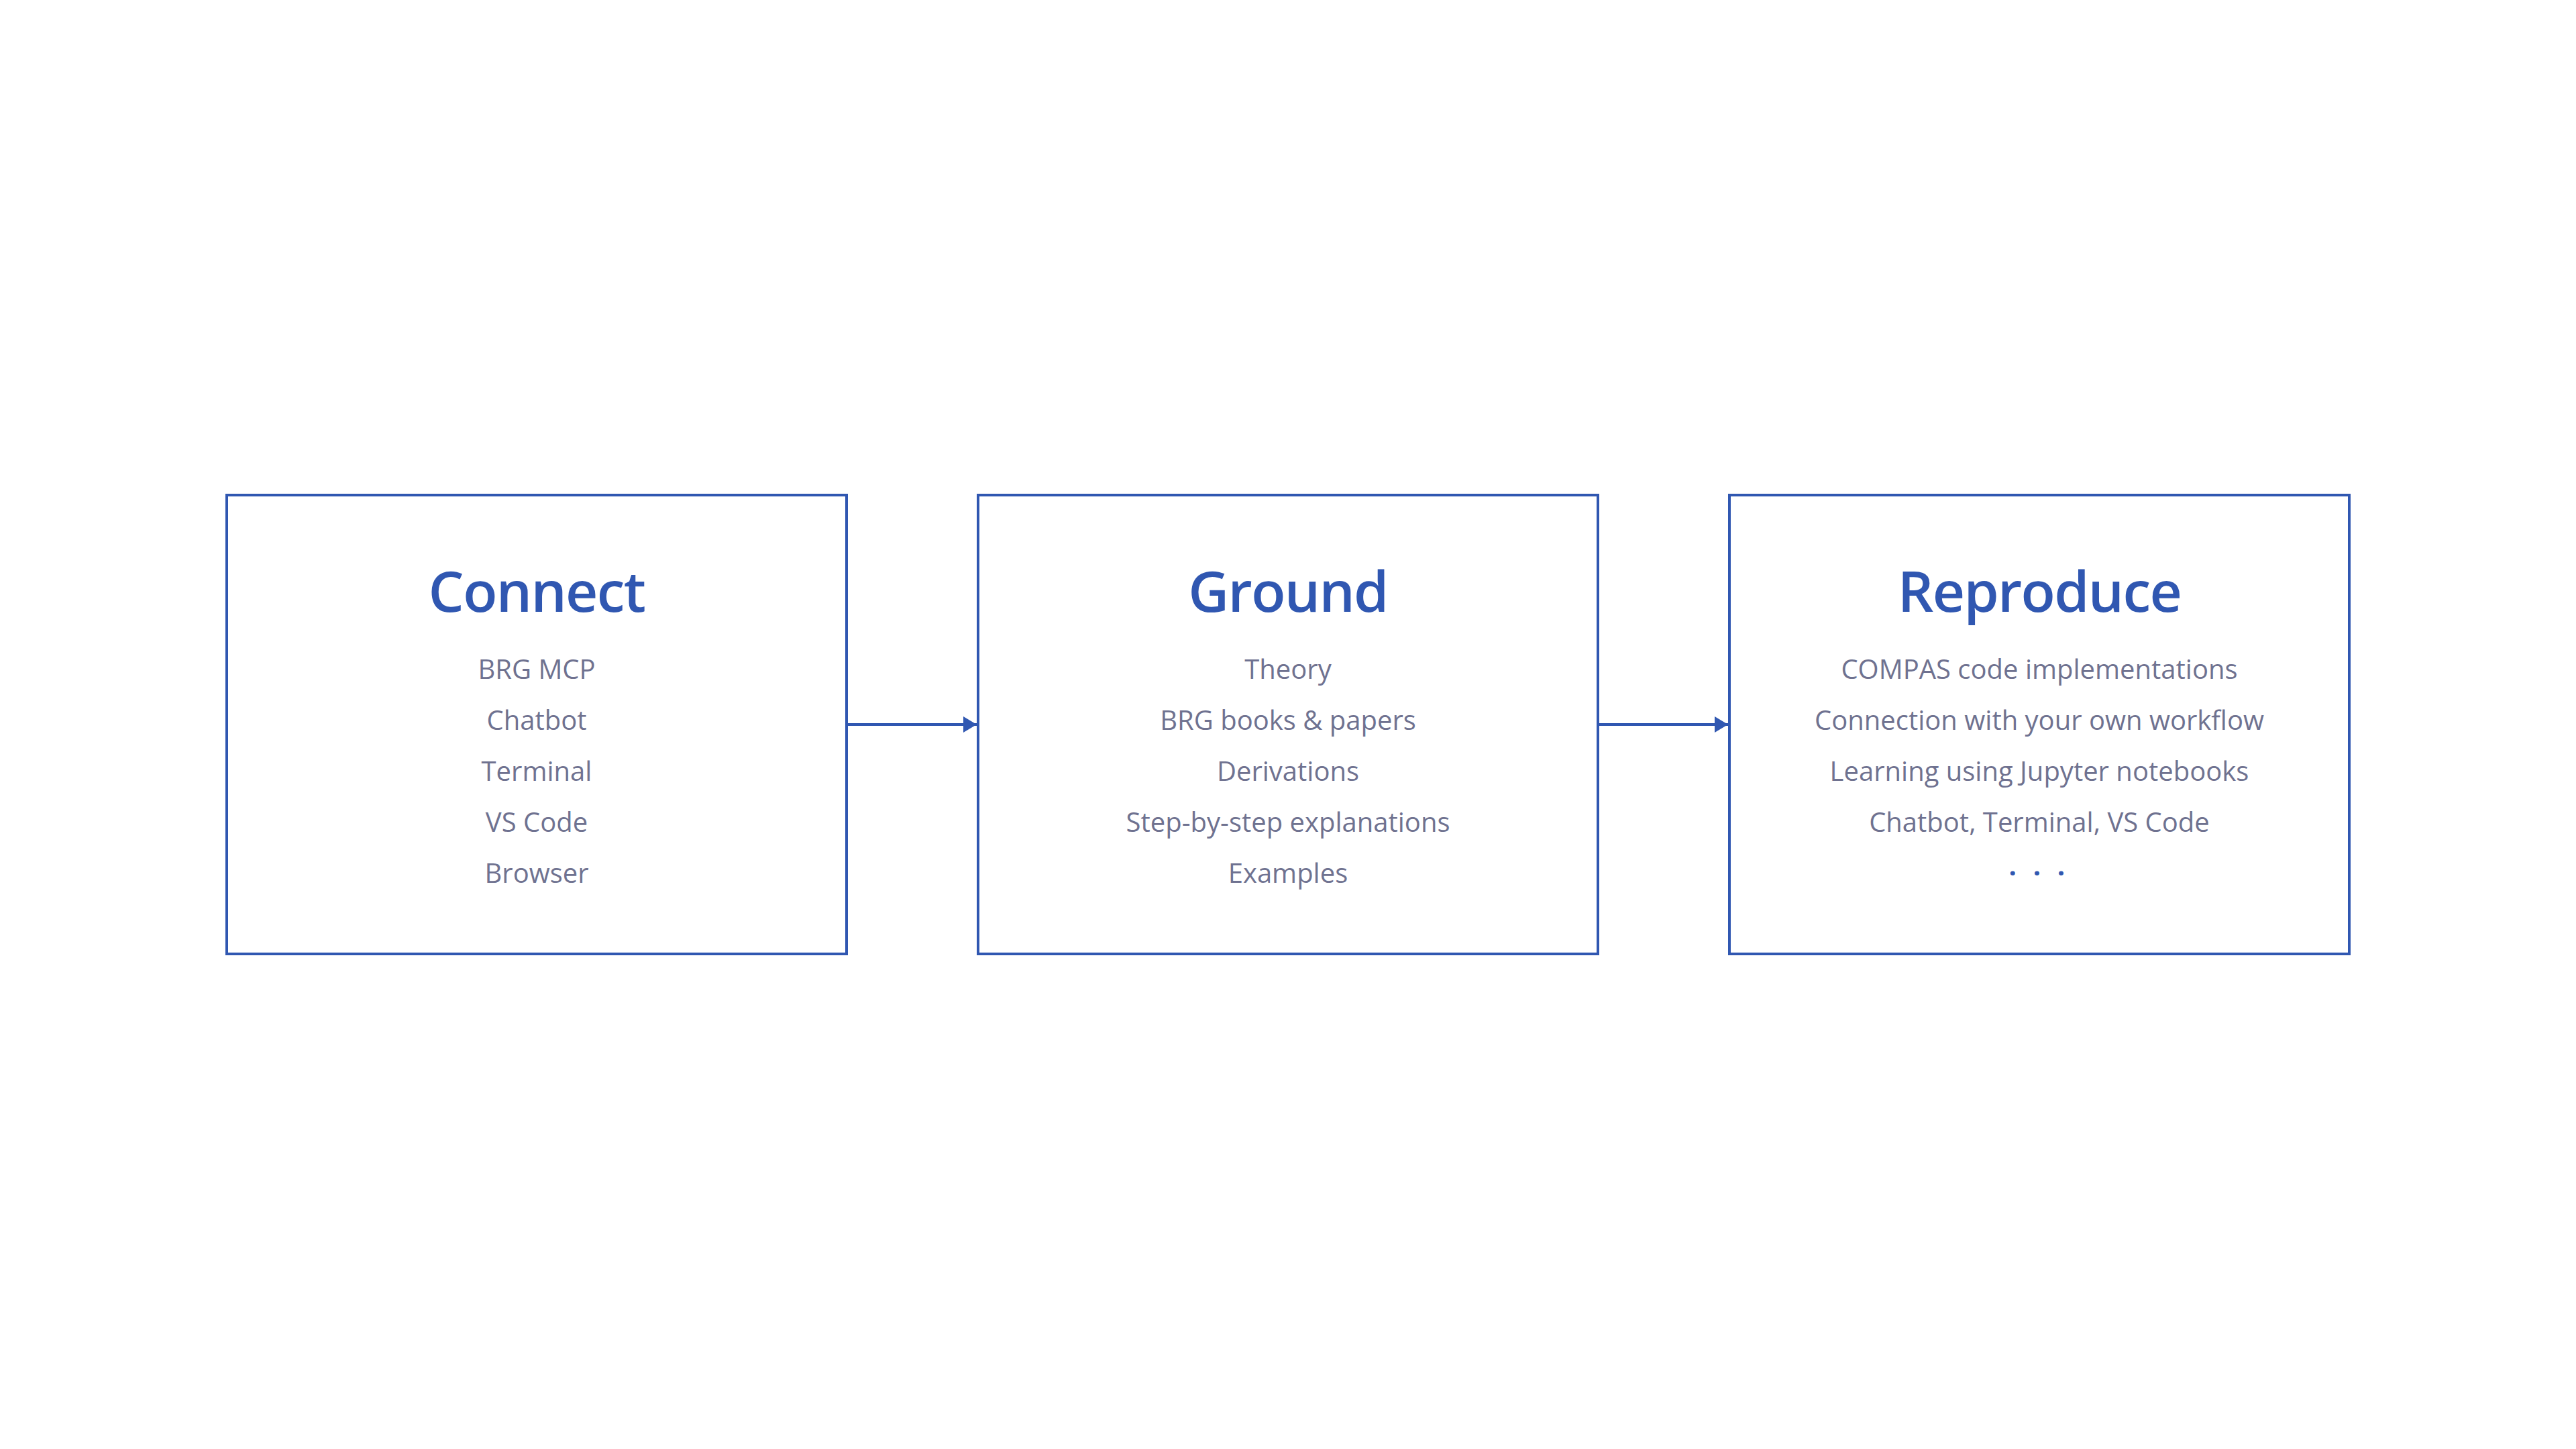 Connect
BRG MCP
Chatbot
Terminal
VS Code
Browser
Ground
Theory
BRG books & papers
Derivations
Step-by-step explanations
Examples
Reproduce
COMPAS code implementations
Connection with your own workflow
Learning using Jupyter notebooks
Chatbot, Terminal, VS Code
. . .